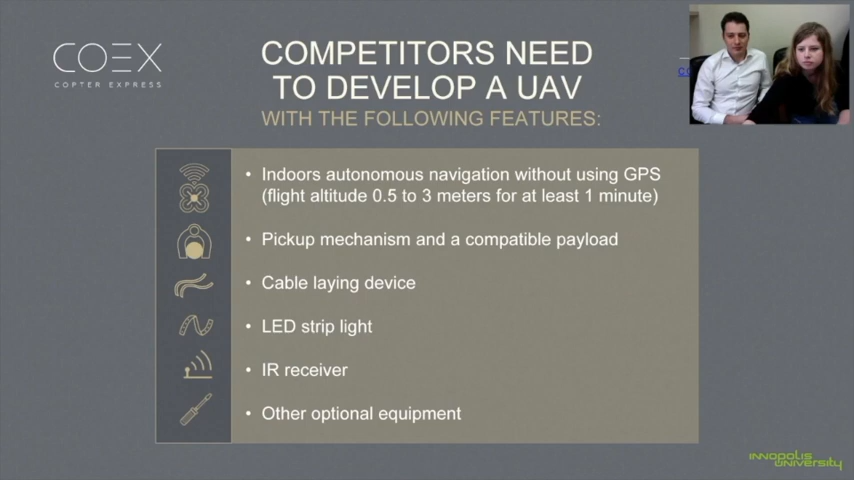 COEX
COPTER EXPRESS
COMPETITORS NEED
TO DEVELOP A UAV
WITH THE FOLLOWING FEATURES:
• Indoors autonomous navigation without using GPS
(flight altitude 0.5 to 3 meters for at least 1 minute)
• Pickup mechanism and a compatible payload
• Cable laying device
• LED strip light
• IR receiver
• Other optional equipment
INNOPOLIS
UNIVERSITY